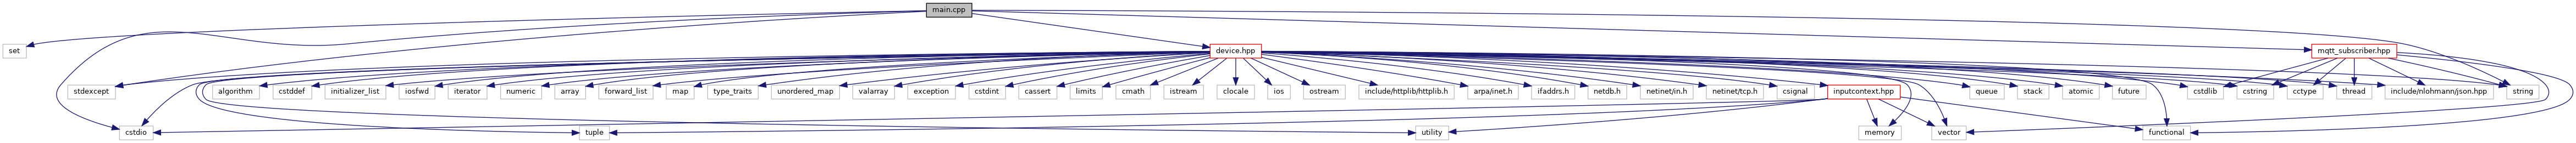 main.cpp
set
device.hpp
mqtt_subscriber.hpp
stdexcept
algorithm
cstddef
initializer_list
iosfwd
iterator
numeric
array
forward_list
map
type_traits
unordered_map
valarray
exception
cstdint
cassert
limits
cmath
istream
clocale
ios
ostream
include/httplib/httplib.h
arpa/inet.h
ifaddrs.h
netdb.h
netinet/in.h
netinet/tcp.h
csignal
inputcontext.hpp
queue
stack
atomic
future
cstdlib
cstring
cctype
thread
include/nlohmann/json.hpp
string
cstdio
tuple
utility
memory
vector
functional